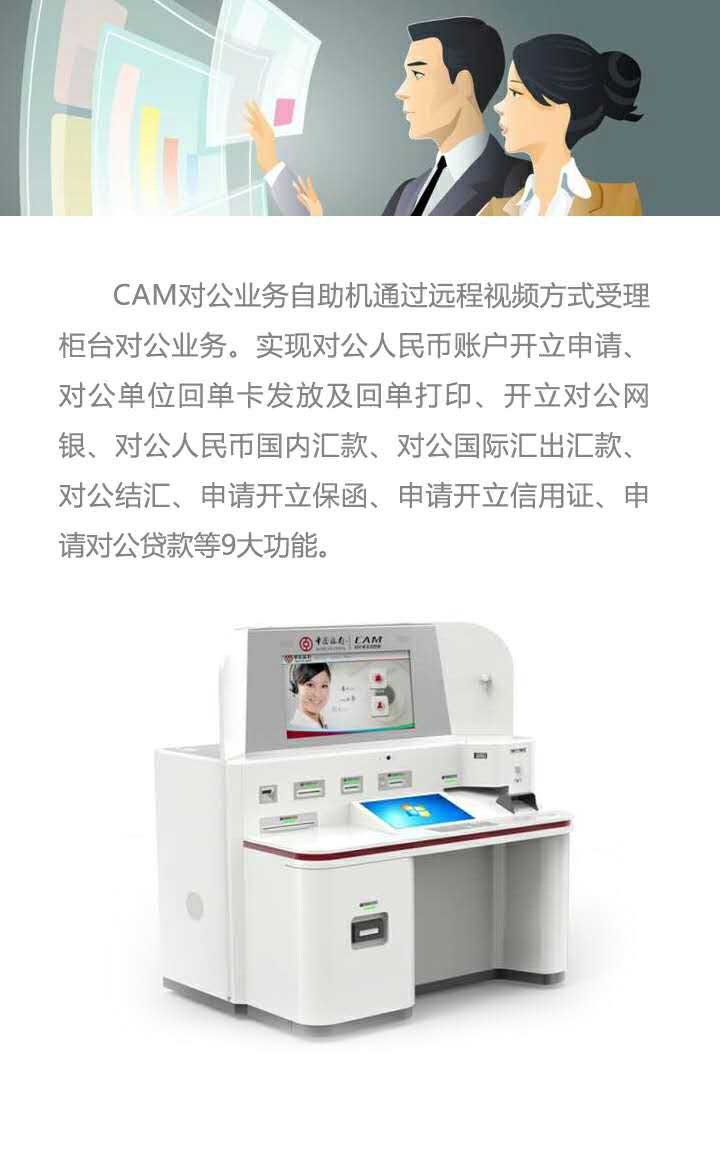 CAM对公业务自助机通过远程视频方式受理
柜台对公业务。实现对公人民币账户开立申请、
对公单位回单卡发放及回单打印、开立对公网
银、对公人民币国内汇款、对公国际汇出汇款、
对公结汇、申请开立保函、申请开立信用证、申
请对公贷款等9大功能。
中国银行 CAM